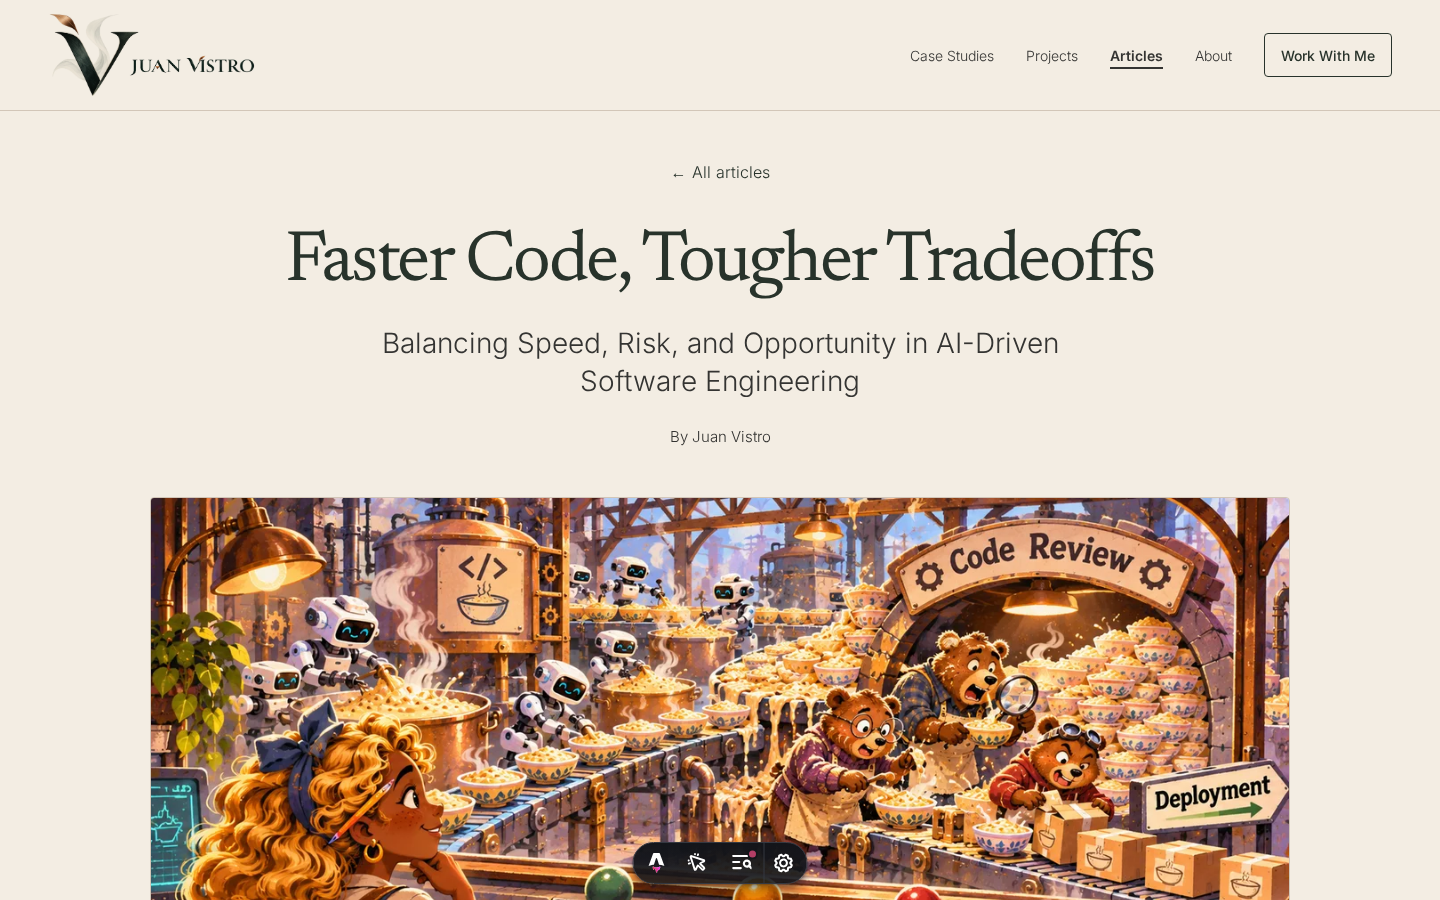 JUAN VISTRO
Case Studies
Projects
Articles
About
Work With Me
← All articles
Faster Code, Tougher Tradeoffs
Balancing Speed, Risk, and Opportunity in AI-Driven
Software Engineering
By Juan Vistro
</>
Code Review
Deployment